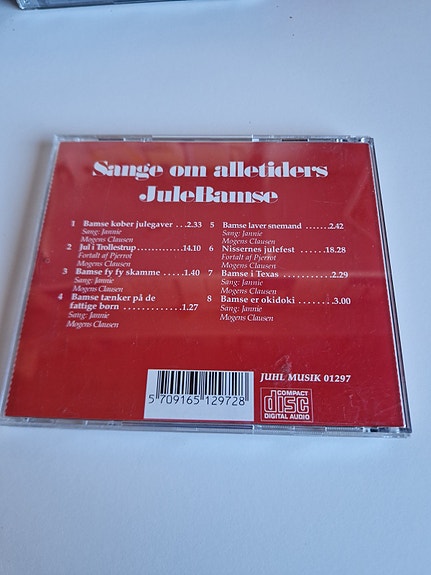 Sange om alletiders
JuleBamse
1 Bamse køber julegaver . . .2.33
Sang: Jannie
Mogens Clausen
2 Jul i Trollestrup.............14.10
Fortalt af Pjerrot
Mogens Clausen
3 Bamse fy fy skamme . . . .1.40
Sang: Jannie
Mogens Clausen
4 Bamse tænker på de
fattige børn . . . . . . . . . . . .1.27
Sang: Jannie
Mogens Clausen
5 Bamse laver snemand . . . . . . .2.42
Sang: Jannie
Mogens Clausen
6 Nissernes julefest . . . . .18.28
Fortalt af Pjerrot
Mogens Clausen
7 Bamse i Texas . . . . . . . . . . .2.29
Sang: Jannie
Mogens Clausen
8 Bamse er okidoki . . . . . . . .3.00
Sang: Jannie
Mogens Clausen
5 709165 129728
JUHL MUSIK 01297
COMPACT
disc
DIGITAL AUDIO